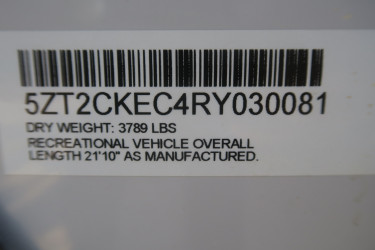 5ZT2CKEC4RY030081
DRY WEIGHT: 3789 LBS
RECREATIONAL VEHICLE OVERALL
LENGTH 21'10" AS MANUFACTURED.